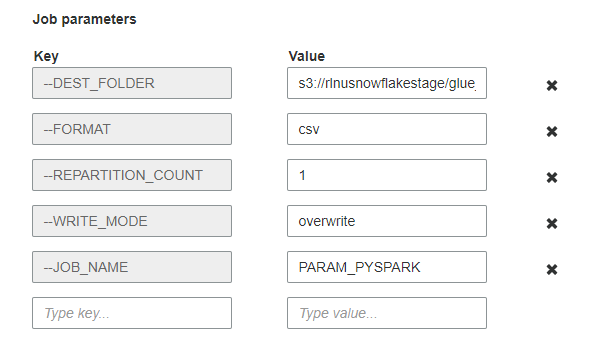 Job parameters
Key Value
--DEST_FOLDER s3://rlnusnowflakestage/glue_
--FORMAT csv
--REPARTITION_COUNT 1
--WRITE_MODE overwrite
--JOB_NAME PARAM_PYSPARK
Type key... Type value...